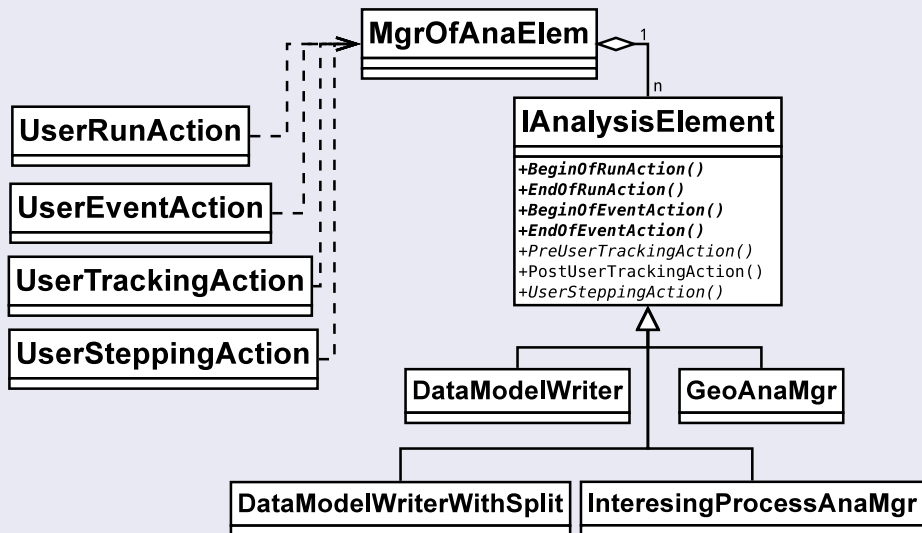 MgrOfAnaElem
1
n
UserRunAction
UserEventAction
UserTrackingAction
UserSteppingAction
IAnalysisElement
+BeginOfRunAction()
+EndOfRunAction()
+BeginOfEventAction()
+EndOfEventAction()
+PreUserTrackingAction()
+PostUserTrackingAction()
+UserSteppingAction()
DataModelWriter
GeoAnaMgr
DataModelWriterWithSplit
InteresingProcessAnaMgr